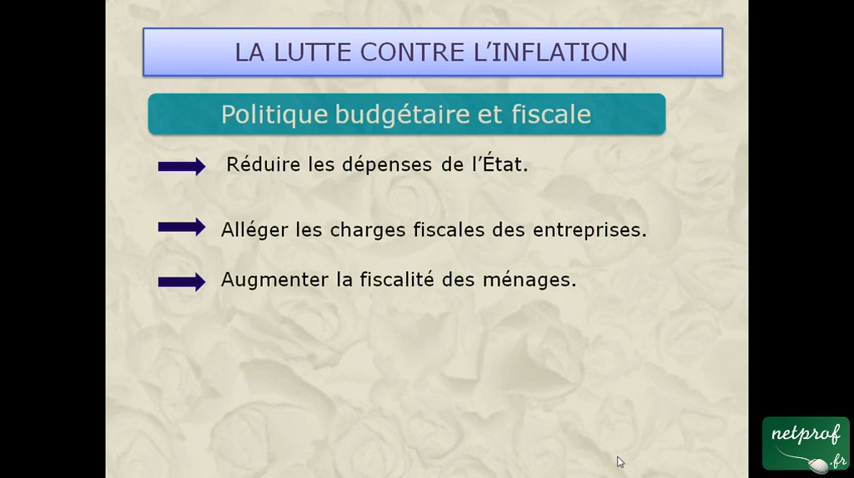 LA LUTTE CONTRE L’INFLATION
Politique budgétaire et fiscale
Réduire les dépenses de l’État.
Alléger les charges fiscales des entreprises.
Augmenter la fiscalité des ménages.
netprof
.fr